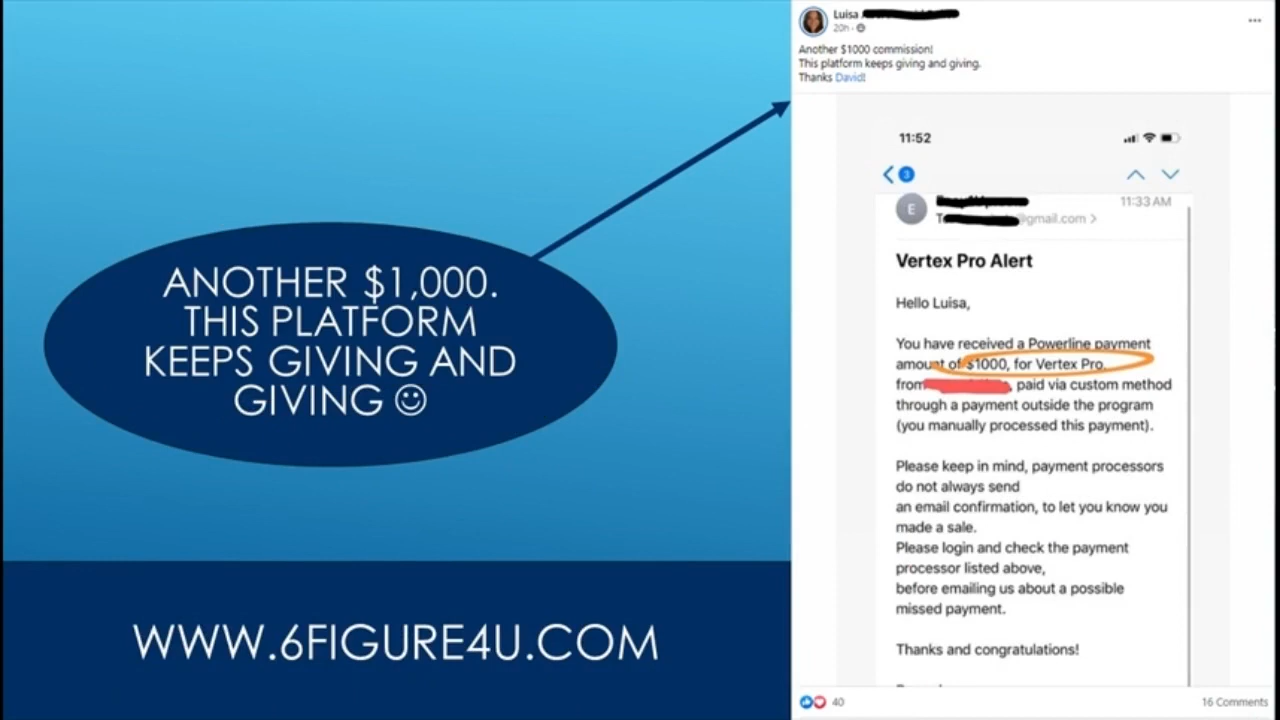 ANOTHER $1,000.
THIS PLATFORM
KEEPS GIVING AND
GIVING ☺
WWW.6FIGURE4U.COM
Luisa
20h ·
Another $1000 commission!
This platform keeps giving and giving.
Thanks David!
11:52
3
E
11:33 AM
@gmail.com >
Vertex Pro Alert
Hello Luisa,
You have received a Powerline payment
amount of $1000, for Vertex Pro.
from , paid via custom method
through a payment outside the program
(you manually processed this payment).
Please keep in mind, payment processors
do not always send
an email confirmation, to let you know you
made a sale.
Please login and check the payment
processor listed above,
before emailing us about a possible
missed payment.
Thanks and congratulations!
40
16 Comments